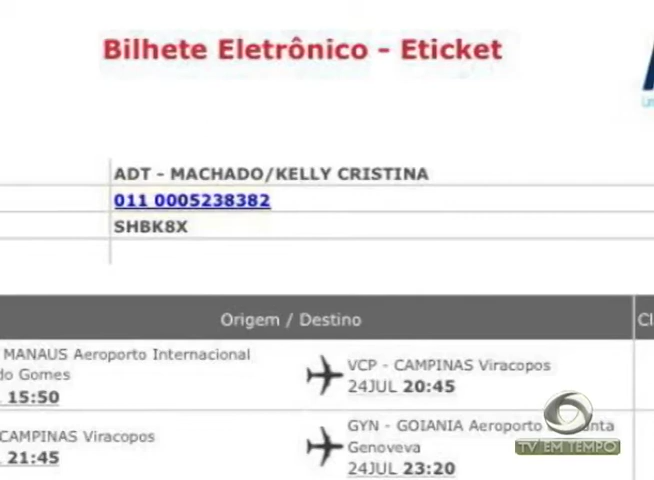 Bilhete Eletrônico - Eticket
ADT - MACHADO/KELLY CRISTINA
011 0005238382
SHBK8X
Origem / Destino
MANAUS Aeroporto Internacional
do Gomes
15:50
VCP - CAMPINAS Viracopos
24JUL 20:45
CAMPINAS Viracopos
21:45
GYN - GOIANIA Aeroporto
Genoveva
24JUL 23:20
TV EM TEMPO